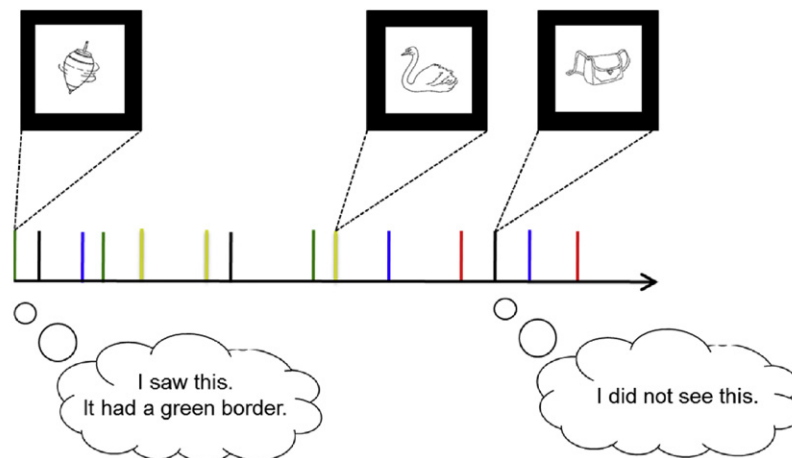 I saw this.
It had a green border.
I did not see this.